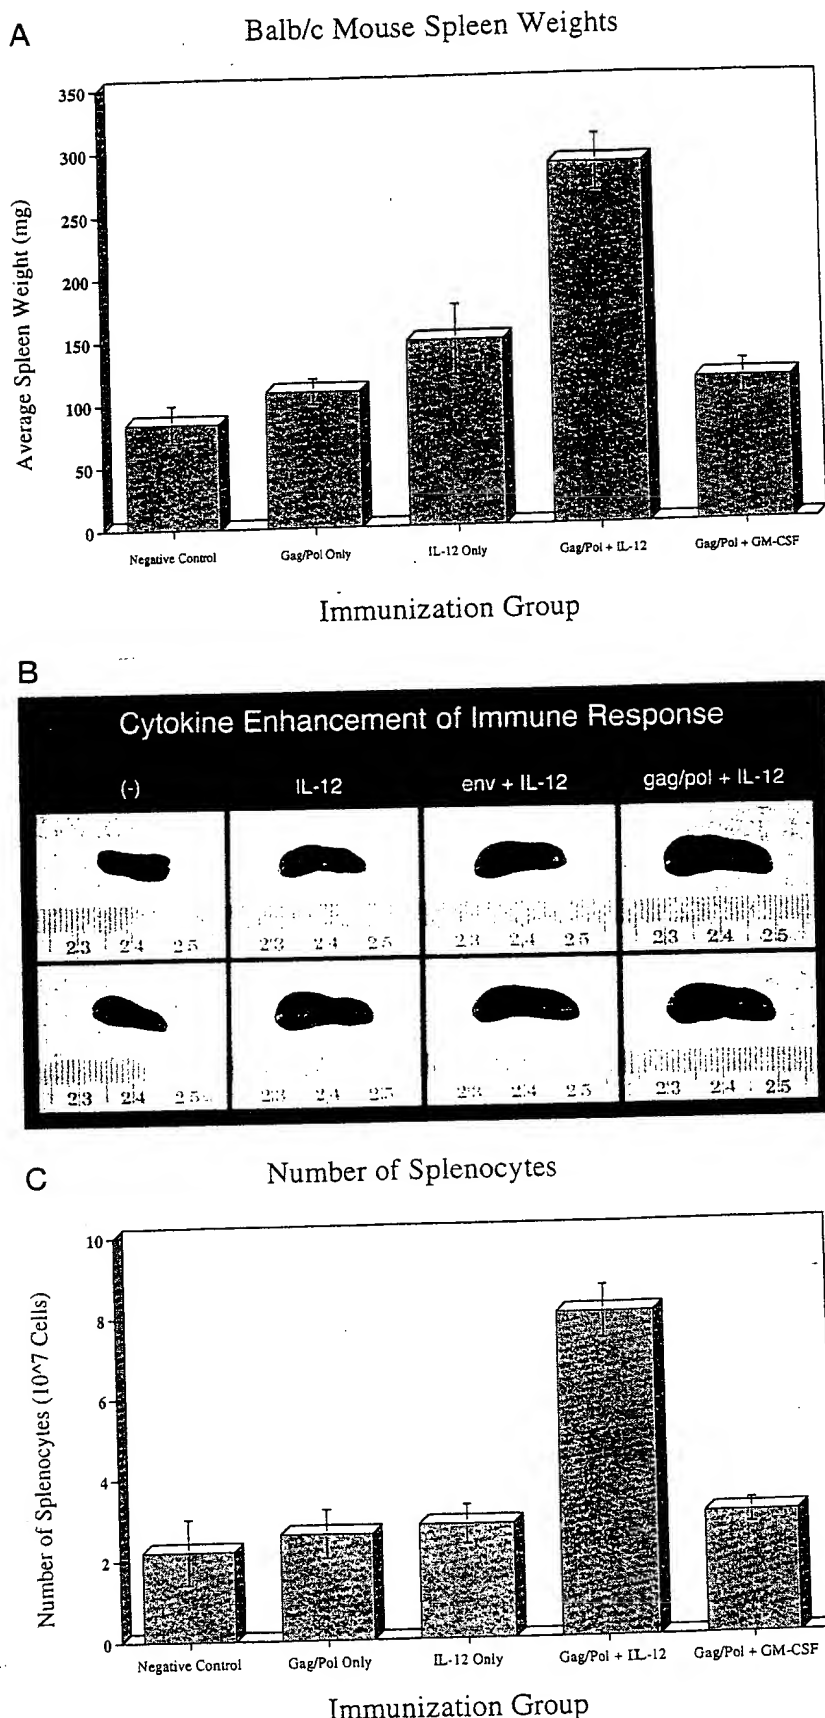 A
Balb/c Mouse Spleen Weights
Average Spleen Weight (mg)
350
300
250
200
150
100
50
0
Negative Control
Gag/Pol Only
IL-12 Only
Gag/Pol + IL-12
Gag/Pol + GM-CSF
Immunization Group
B
Cytokine Enhancement of Immune Response
(-)
IL-12
env + IL-12
gag/pol + IL-12
23 24 25
23 24 25
23 24 25
23 24 25
23 24 25
23 24 25
23 24 25
23 24 25
C
Number of Splenocytes
Number of Splenocytes (10^7 Cells)
10
8
6
4
2
0
Negative Control
Gag/Pol Only
IL-12 Only
Gag/Pol + IL-12
Gag/Pol + GM-CSF
Immunization Group